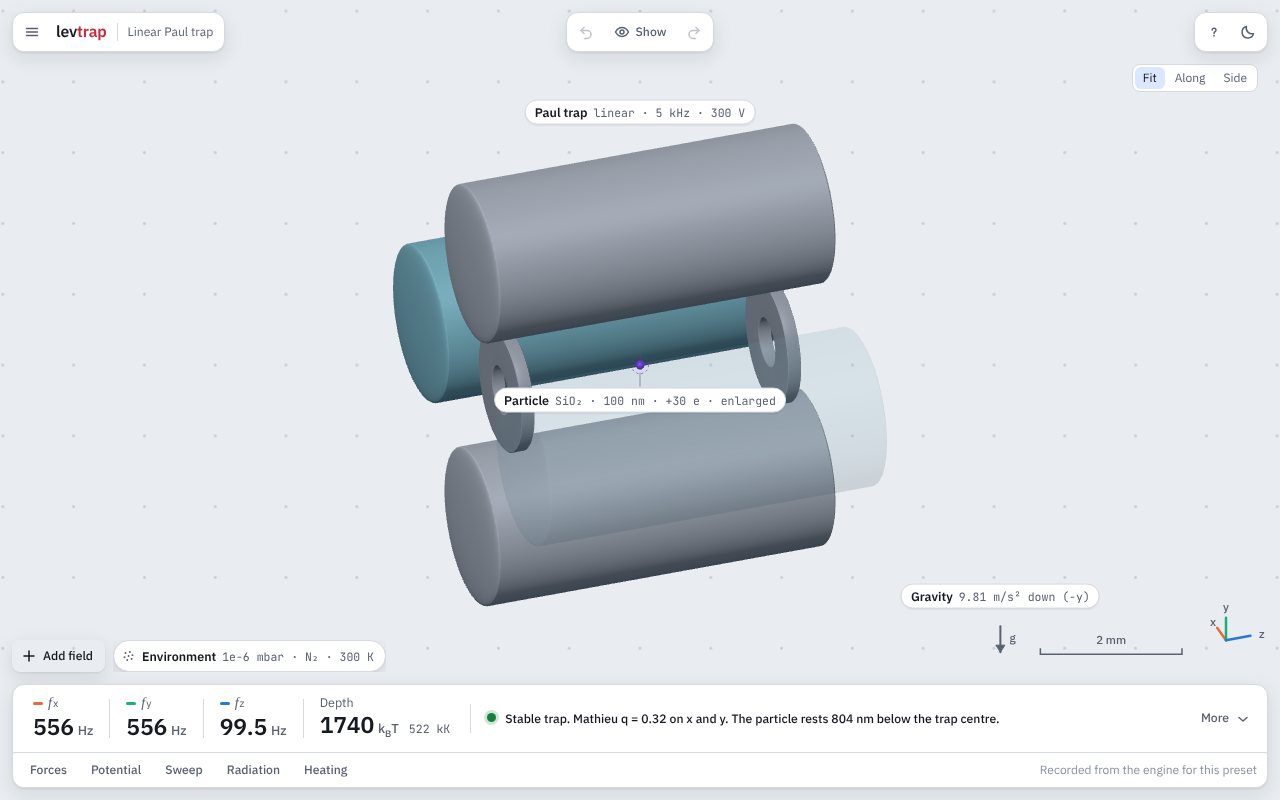 levtrap Linear Paul trap
Show
?
Fit Along Side
Paul trap linear · 5 kHz · 300 V
Particle SiO₂ · 100 nm · +30 e · enlarged
Gravity 9.81 m/s² down (-y)
g
2 mm
y
x
z
Add field
Environment 1e-6 mbar · N₂ · 300 K
fx
556 Hz
fy
556 Hz
fz
99.5 Hz
Depth
1740 k_BT 522 kK
Stable trap. Mathieu q = 0.32 on x and y. The particle rests 804 nm below the trap centre.
More
Forces Potential Sweep Radiation Heating
Recorded from the engine for this preset